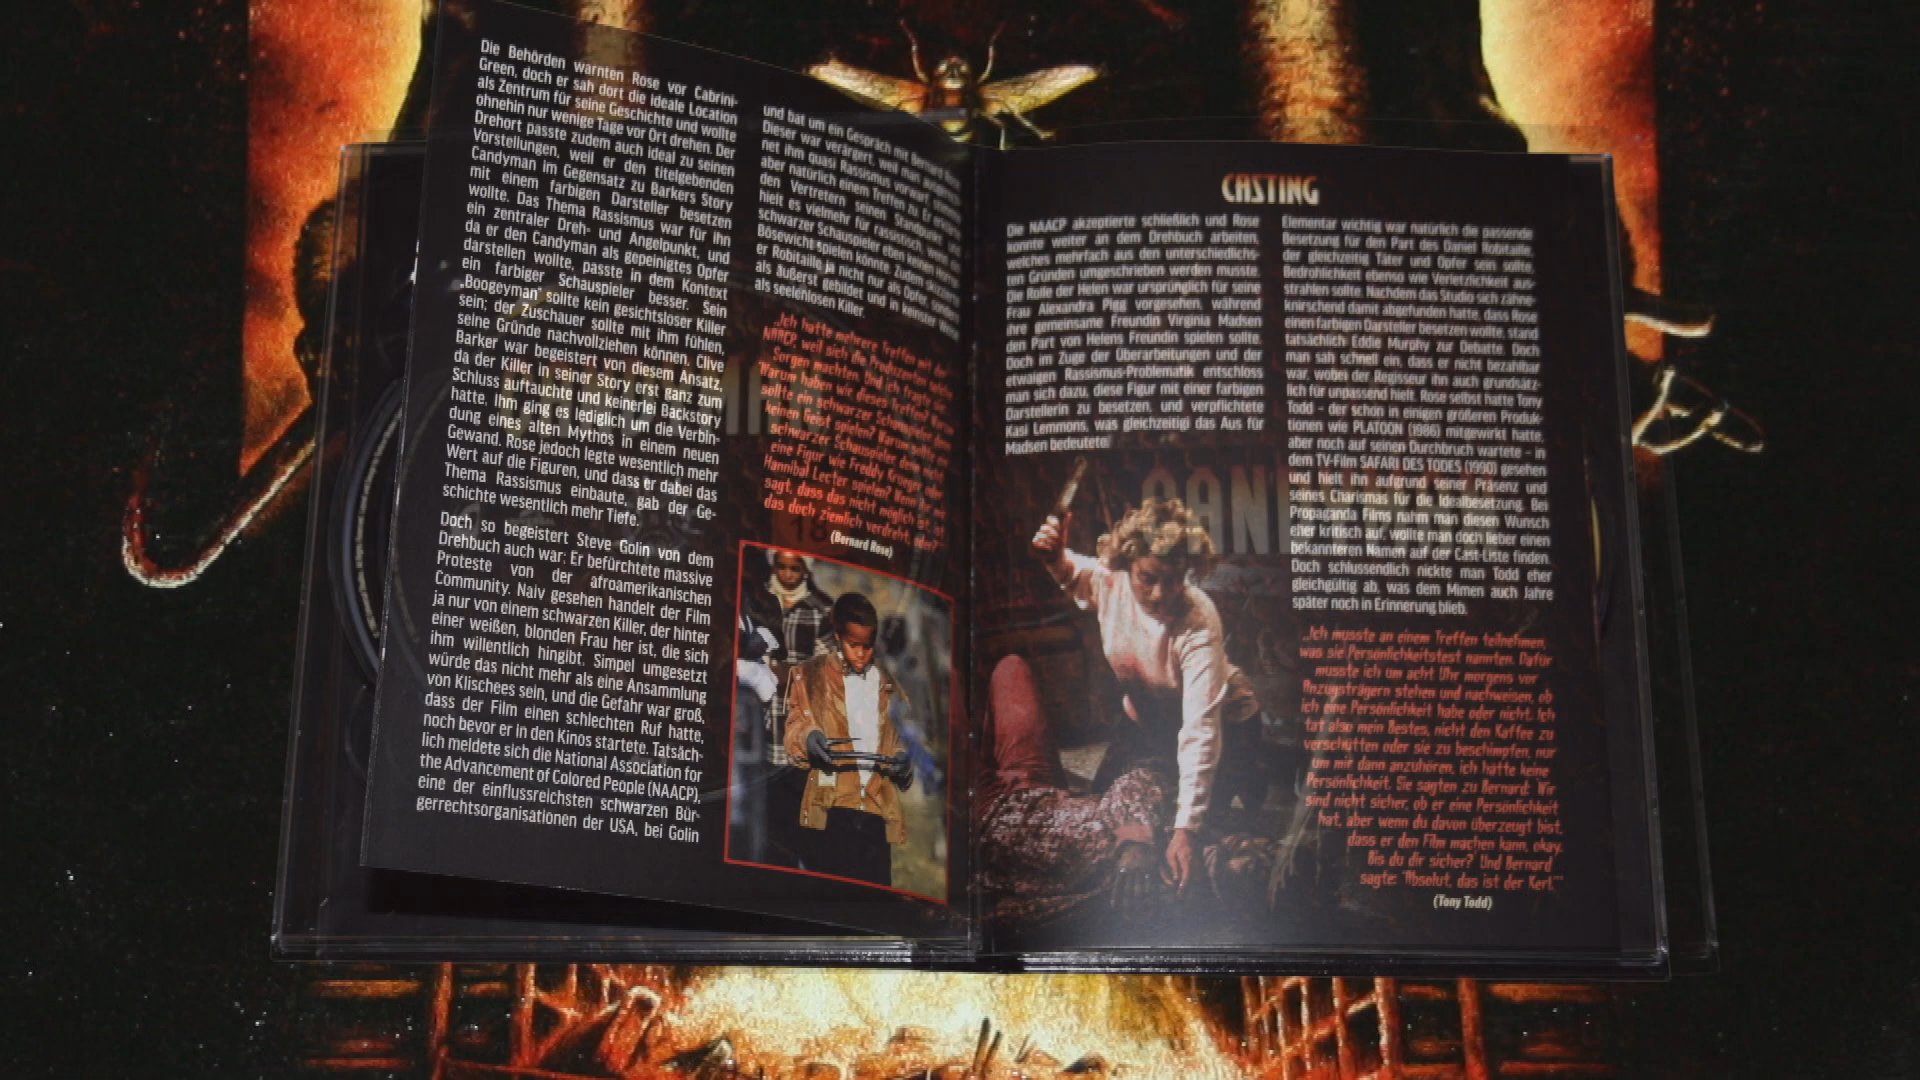 Die Behörden warnten Rose vor Cabrini-
Green, doch er sah dort die ideale Location
als Zentrum für seine Geschichte und wollte
ohnehin nur wenige Tage vor Ort drehen. Der
Drehort passte zudem auch ideal zu seinen
Vorstellungen, weil er den titelgebenden
Candyman im Gegensatz zu Barkers Story
mit einem farbigen Darsteller besetzen
wollte. Das Thema Rassismus war für ihn
ein zentraler Dreh- und Angelpunkt, und
da er den Candyman als gepeinigtes Opfer
darstellen wollte, passte in dem Kontext
ein farbiger Schauspieler besser. Sein
„Boogeyman" sollte kein gesichtsloser Killer
sein; der Zuschauer sollte mit ihm fühlen,
seine Gründe nachvollziehen können. Clive
Barker war begeistert von diesem Ansatz,
da der Killer in seiner Story erst ganz zum
Schluss auftauchte und keinerlei Backstory
hatte. Ihm ging es lediglich um die Verbin-
dung eines alten Mythos in einem neuen
Gewand. Rose jedoch legte wesentlich mehr
Wert auf die Figuren, und dass er dabei das
Thema Rassismus einbaute, gab der Ge-
schichte wesentlich mehr Tiefe.
Doch so begeistert Steve Golin von dem
Drehbuch auch war: Er befürchtete massive
Proteste von der afroamerikanischen
Community. Naiv gesehen handelt der Film
ja nur von einem schwarzen Killer, der hinter
einer weißen, blonden Frau her ist, die sich
ihm willentlich hingibt. Simpel umgesetzt
würde das nicht mehr als eine Ansammlung
von Klischees sein, und die Gefahr war groß,
dass der Film einen schlechten Ruf hatte,
noch bevor er in den Kinos startete. Tatsäch-
lich meldete sich die National Association for
the Advancement of Colored People (NAACP),
eine der einflussreichsten schwarzen Bür-
gerrechtsorganisationen der USA, bei Golin
und bat um ein Gespräch mit Bernard Rose
Dieser war verärgert, weil man
net ihm quasi Rassismus vorwarf,
aber natürlich einem Treffen zu. Er
den Vertretern seinen Standpunkt
hielt es vielmehr für rassistisch, wenn ein
schwarzer Schauspieler eben keinen
Bösewicht spielen könnte. Zudem
er Robitaille ja nicht nur als Opfer, sondern
als äußerst gebildet und in keinster Weise
als seelenlosen Killer.
„Ich hatte mehrere Treffen mit der
NAACP, weil sich die Produzenten solche
Sorgen machten. Und ich fragte sie:
'Warum haben wir dieses Treffen? Warum
sollte ein schwarzer Schauspieler denn
keinen Geist spielen? Warum sollte ein
schwarzer Schauspieler denn nicht
eine Figur wie Freddy Krueger oder
Hannibal Lecter spielen? Wenn ihr mir
sagt, dass das nicht möglich ist, ist
das doch ziemlich verdreht, oder?'"
(Bernard Rose)
CASTING
Die NAACP akzeptierte schließlich und Rose
konnte weiter an dem Drehbuch arbeiten,
welches mehrfach aus den unterschiedlichs-
ten Gründen umgeschrieben werden musste.
Die Rolle der Helen war ursprünglich für seine
Frau Alexandra Pigg vorgesehen, während
ihre gemeinsame Freundin Virginia Madsen
den Part von Helens Freundin spielen sollte.
Doch im Zuge der Überarbeitungen und der
etwaigen Rassismus-Problematik entschloss
man sich dazu, diese Figur mit einer farbigen
Darstellerin zu besetzen, und verpflichtete
Kasi Lemmons, was gleichzeitig das Aus für
Madsen bedeutete.
Elementar wichtig war natürlich die passende
Besetzung für den Part des Daniel Robitaille,
der gleichzeitig Täter und Opfer sein sollte,
Bedrohlichkeit ebenso wie Verletzlichkeit aus-
strahlen sollte. Nachdem das Studio sich zähne-
knirschend damit abgefunden hatte, dass Rose
einen farbigen Darsteller besetzen wollte, stand
tatsächlich Eddie Murphy zur Debatte. Doch
man sah schnell ein, dass er nicht bezahlbar
war, wobei der Regisseur ihn auch grundsätz-
lich für unpassend hielt. Rose selbst hatte Tony
Todd – der schon in einigen größeren Produk-
tionen wie PLATOON (1986) mitgewirkt hatte,
aber noch auf seinen Durchbruch wartete – in
dem TV-Film SAFARI DES TODES (1990) gesehen
und hielt ihn aufgrund seiner Präsenz und
seines Charismas für die Idealbesetzung. Bei
Propaganda Films nahm man diesen Wunsch
eher kritisch auf, wollte man doch lieber einen
bekannteren Namen auf der Cast-Liste finden.
Doch schlussendlich nickte man Todd eher
gleichgültig ab, was dem Mimen auch Jahre
später noch in Erinnerung blieb.
„Ich musste an einem Treffen teilnehmen,
was sie Persönlichkeitstest nannten. Dafür
musste ich um acht Uhr morgens vor
Anzugsträgern stehen und nachweisen, ob
ich eine Persönlichkeit habe oder nicht. Ich
tat also mein Bestes, nicht den Kaffee zu
verschütten oder sie zu beschimpfen, nur
um mir dann anzuhören, ich hätte keine
Persönlichkeit. Sie sagten zu Bernard: 'Wir
sind nicht sicher, ob er eine Persönlichkeit
hat, aber wenn du davon überzeugt bist,
dass er den Film machen kann, okay.
Bis du dir sicher?' Und Bernard
sagte: 'Absolut, das ist der Kerl.'"
(Tony Todd)